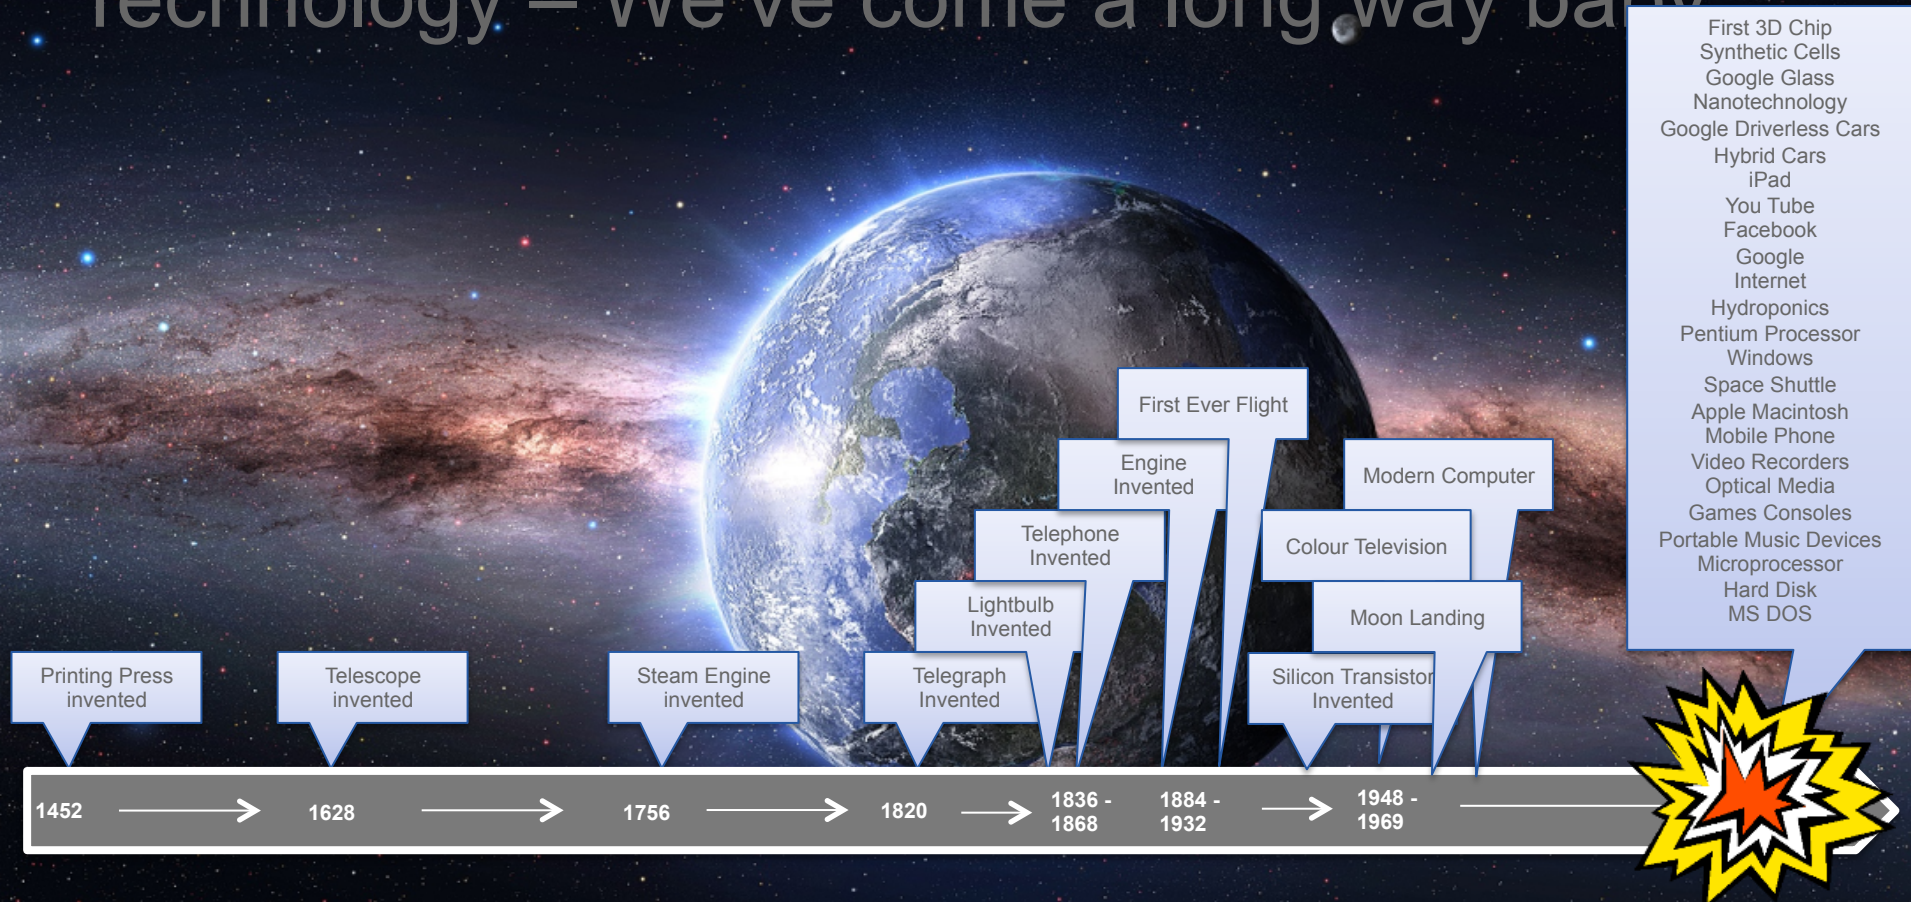 Technology – We've come a long way baby
First 3D Chip
Synthetic Cells
Google Glass
Nanotechnology
Google Driverless Cars
Hybrid Cars
iPad
You Tube
Facebook
Google
Internet
Hydroponics
Pentium Processor
Windows
Space Shuttle
Apple Macintosh
Mobile Phone
Video Recorders
Optical Media
Games Consoles
Portable Music Devices
Microprocessor
Hard Disk
MS DOS
First Ever Flight
Engine
Invented
Modern Computer
Telephone
Invented
Colour Television
Lightbulb
Invented
Moon Landing
Printing Press
invented
Telescope
invented
Steam Engine
invented
Telegraph
Invented
Silicon Transistor
Invented
1452
1628
1756
1820
1836 -
1868
1884 -
1932
1948 -
1969